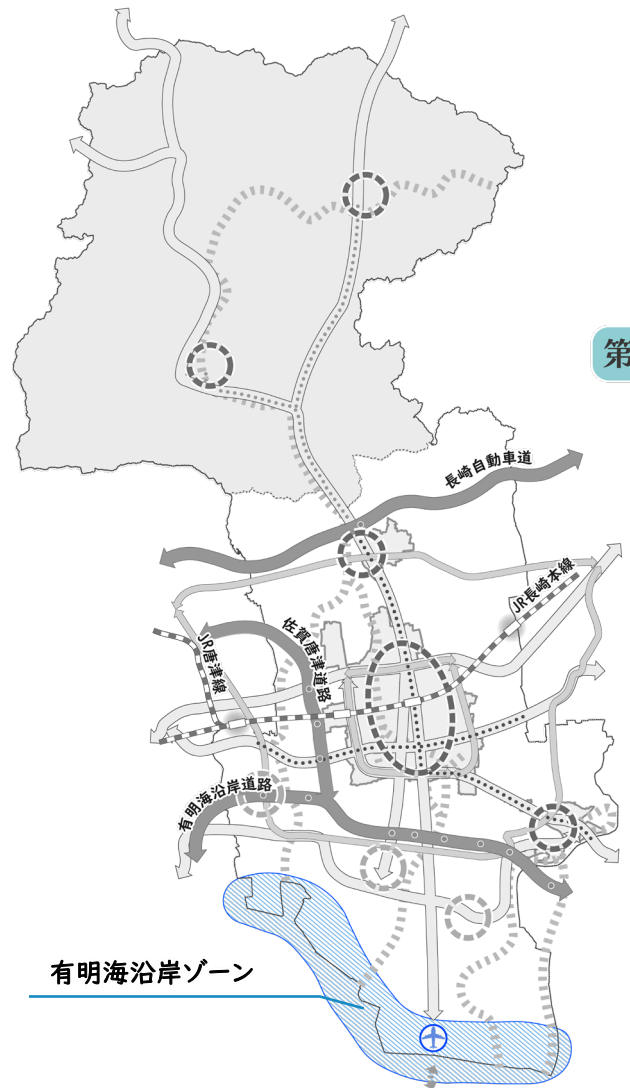 第
長崎自動車道
JR長崎本線
佐賀唐津道路
JR唐津線
有明海沿岸道路
有明海沿岸ゾーン